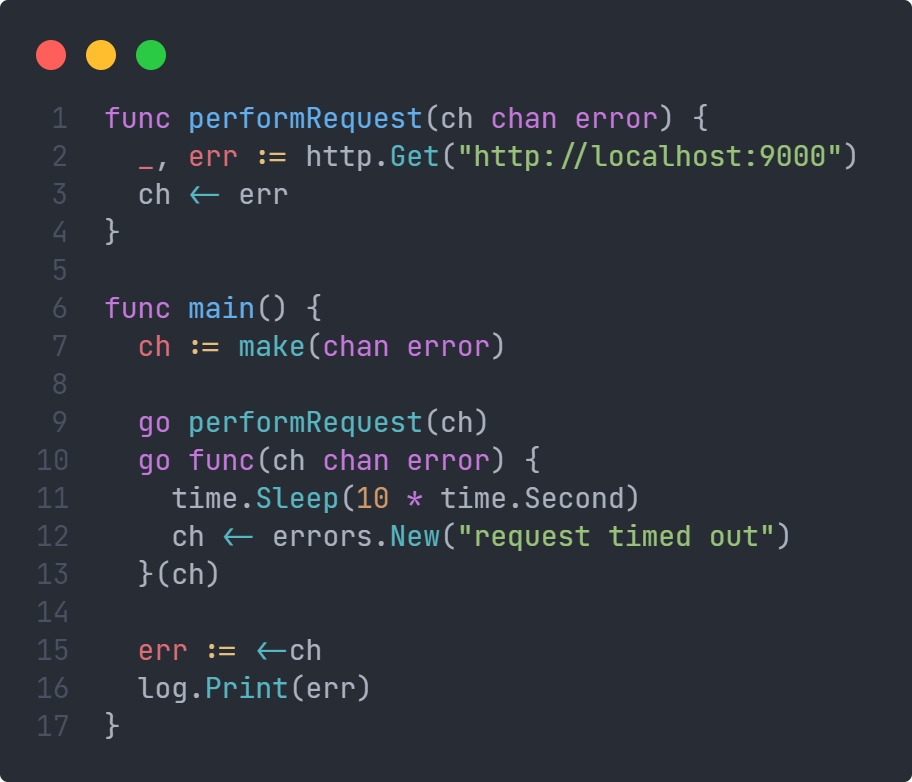 1 func performRequest(ch chan error) {
2   _, err := http.Get("http://localhost:9000")
3   ch <- err
4 }
5
6 func main() {
7   ch := make(chan error)
8
9   go performRequest(ch)
10   go func(ch chan error) {
11     time.Sleep(10 * time.Second)
12     ch <- errors.New("request timed out")
13   }(ch)
14
15   err := <-ch
16   log.Print(err)
17 }